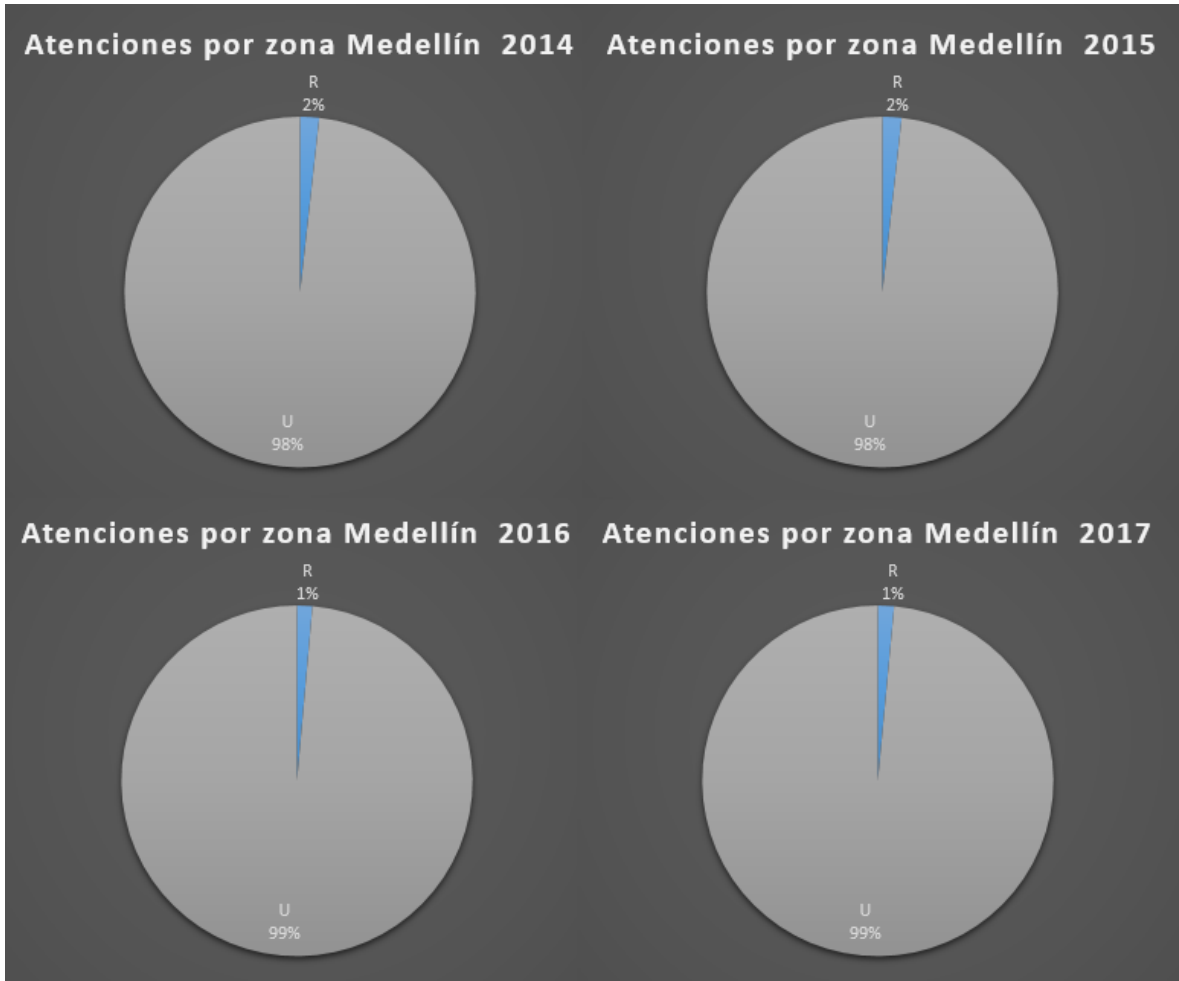 Atenciones por zona Medellín 2014
R
2%
U
98%
Atenciones por zona Medellín 2015
R
2%
U
98%
Atenciones por zona Medellín 2016
R
1%
U
99%
Atenciones por zona Medellín 2017
R
1%
U
99%